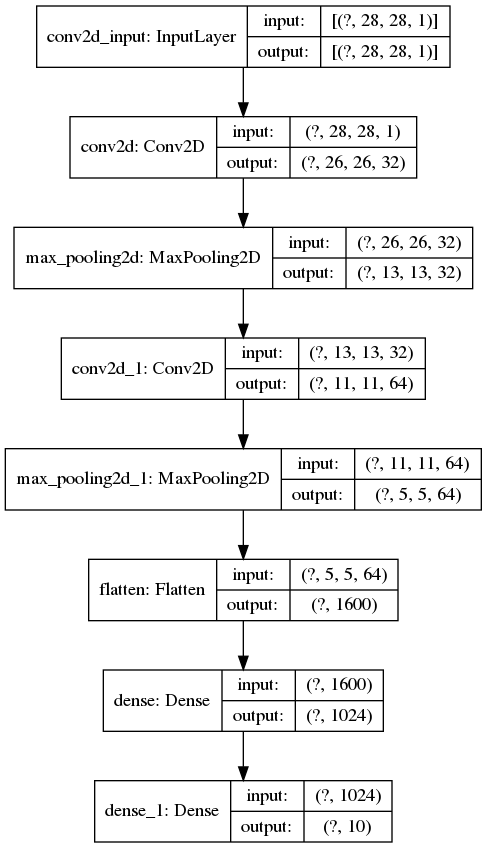 conv2d_input: InputLayer
input:
[(?, 28, 28, 1)]
output:
[(?, 28, 28, 1)]
conv2d: Conv2D
input:
(?, 28, 28, 1)
output:
(?, 26, 26, 32)
max_pooling2d: MaxPooling2D
input:
(?, 26, 26, 32)
output:
(?, 13, 13, 32)
conv2d_1: Conv2D
input:
(?, 13, 13, 32)
output:
(?, 11, 11, 64)
max_pooling2d_1: MaxPooling2D
input:
(?, 11, 11, 64)
output:
(?, 5, 5, 64)
flatten: Flatten
input:
(?, 5, 5, 64)
output:
(?, 1600)
dense: Dense
input:
(?, 1600)
output:
(?, 1024)
dense_1: Dense
input:
(?, 1024)
output:
(?, 10)